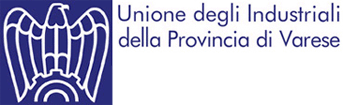 Unione degli Industriali
della Provincia di Varese